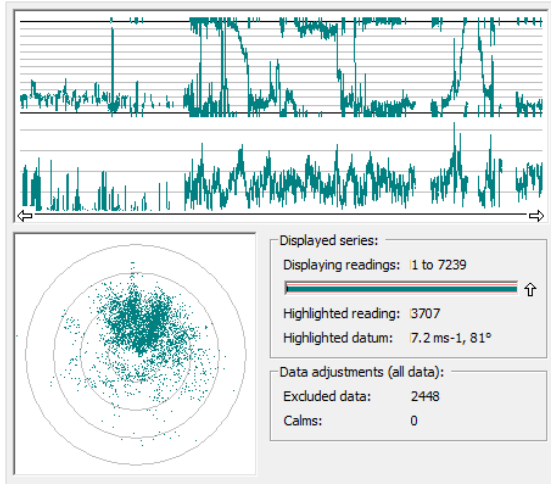 Displayed series:
Displaying readings: 1 to 7239
Highlighted reading: 3707
Highlighted datum: 7.2 ms-1, 81°
Data adjustments (all data):
Excluded data: 2448
Calms: 0